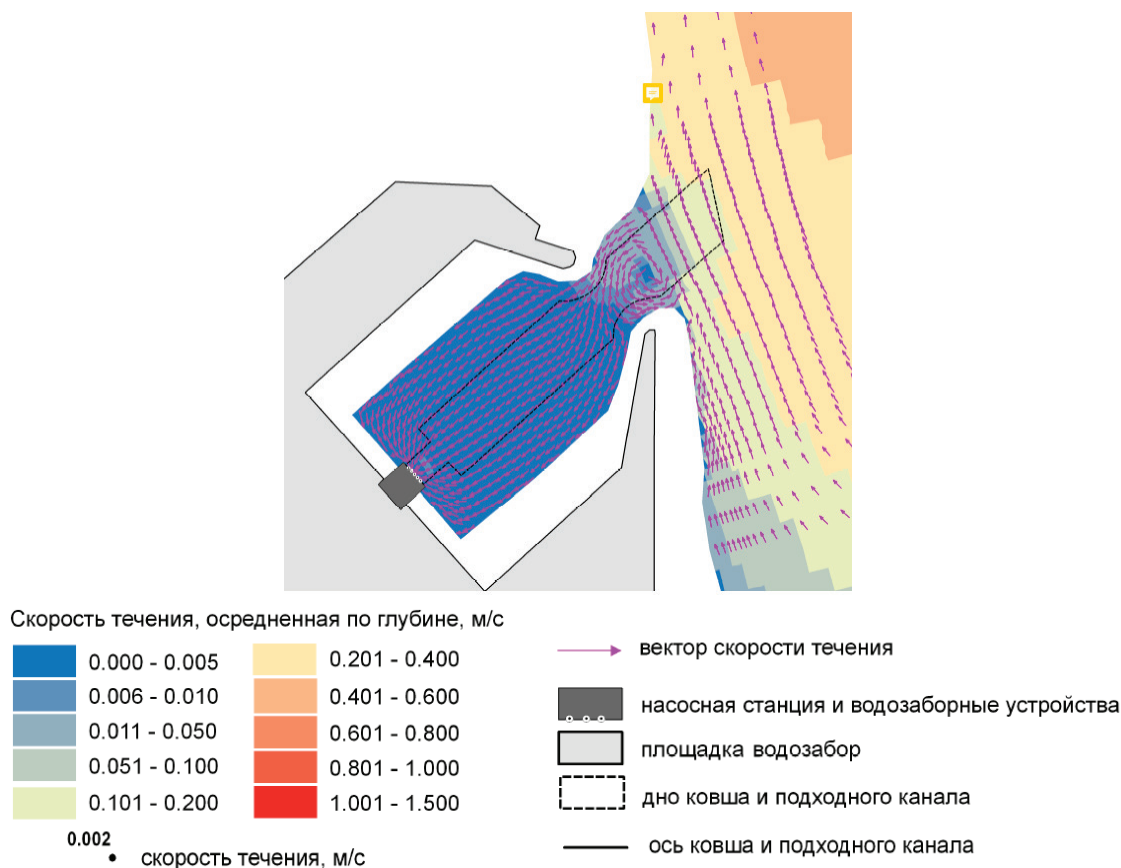 Скорость течения, осредненная по глубине, м/с
0.000 - 0.005
0.006 - 0.010
0.011 - 0.050
0.051 - 0.100
0.101 - 0.200
0.201 - 0.400
0.401 - 0.600
0.601 - 0.800
0.801 - 1.000
1.001 - 1.500
0.002
скорость течения, м/с
вектор скорости течения
насосная станция и водозаборные устройства
площадка водозабор
дно ковша и подходного канала
ось ковша и подходного канала